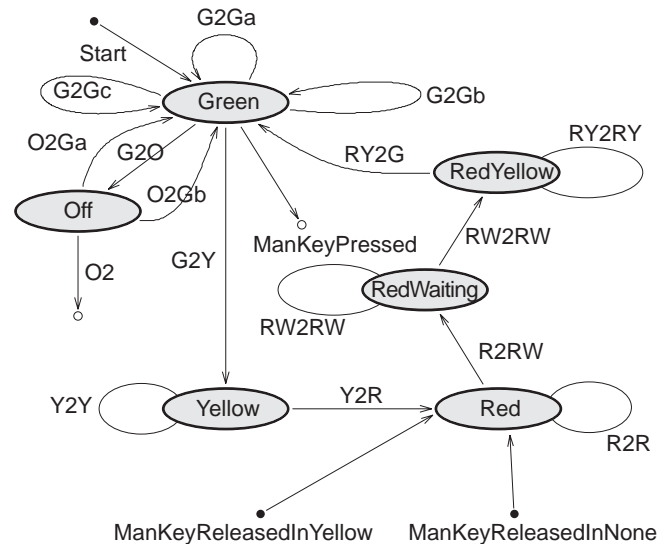 G2Ga
Start
G2Gc
Green
G2Gb
O2Ga
G2O
RY2G
RY2RY
RedYellow
O2Gb
Off
ManKeyPressed
RW2RW
G2Y
O2
RedWaiting
RW2RW
R2RW
Y2Y
Yellow
Y2R
Red
R2R
ManKeyReleasedInYellow
ManKeyReleasedInNone